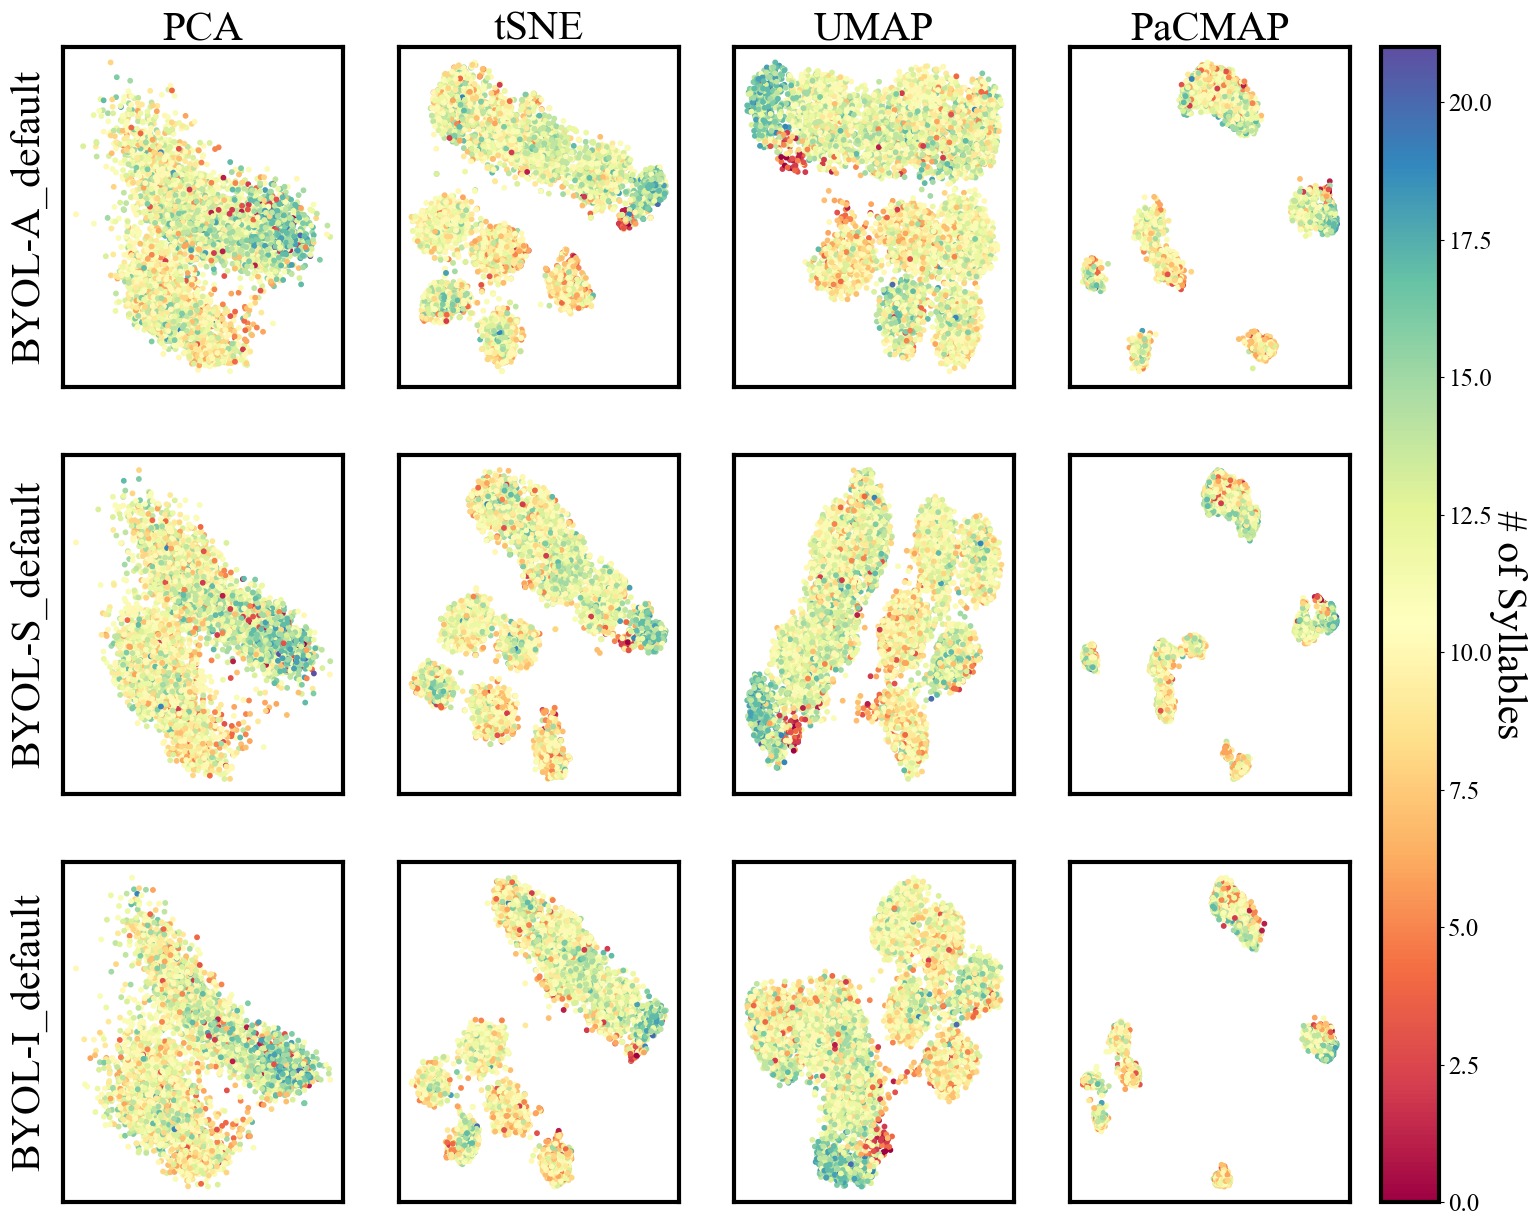 PCA
tSNE
UMAP
PaCMAP
BYOL-A_default
BYOL-S_default
BYOL-I_default
20.0
17.5
15.0
12.5
10.0
7.5
5.0
2.5
0.0
# of Syllables